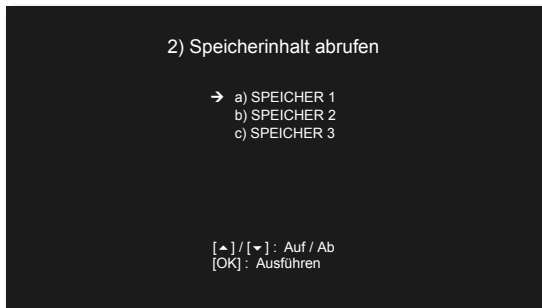 2) Speicherinhalt abrufen
➔ a) SPEICHER 1
b) SPEICHER 2
c) SPEICHER 3
[▲] / [▼] : Auf / Ab
[OK] : Ausführen